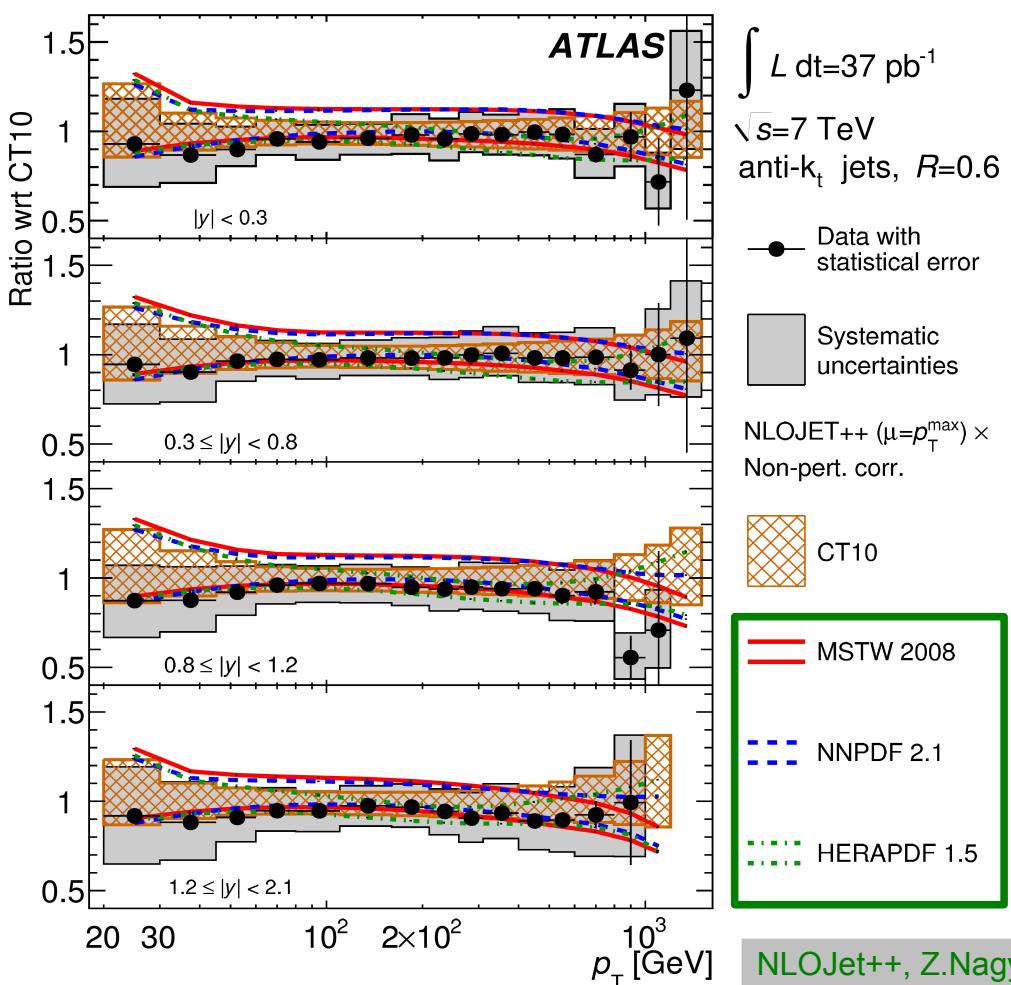 Ratio wrt CT10
1.5
1
0.5
ATLAS
|y| < 0.3
1.5
1
0.5
0.3 ≤ |y| < 0.8
1.5
1
0.5
0.8 ≤ |y| < 1.2
1.5
1
0.5
1.2 ≤ |y| < 2.1
20 30 10² 2×10² 10³
p_T [GeV]
∫ L dt=37 pb⁻¹
√s=7 TeV
anti-k_t jets, R=0.6
Data with
statistical error
Systematic
uncertainties
NLOJET++ (μ=p_T^max) ×
Non-pert. corr.
CT10
MSTW 2008
NNPDF 2.1
HERAPDF 1.5
NLOJet++, Z.Nagy